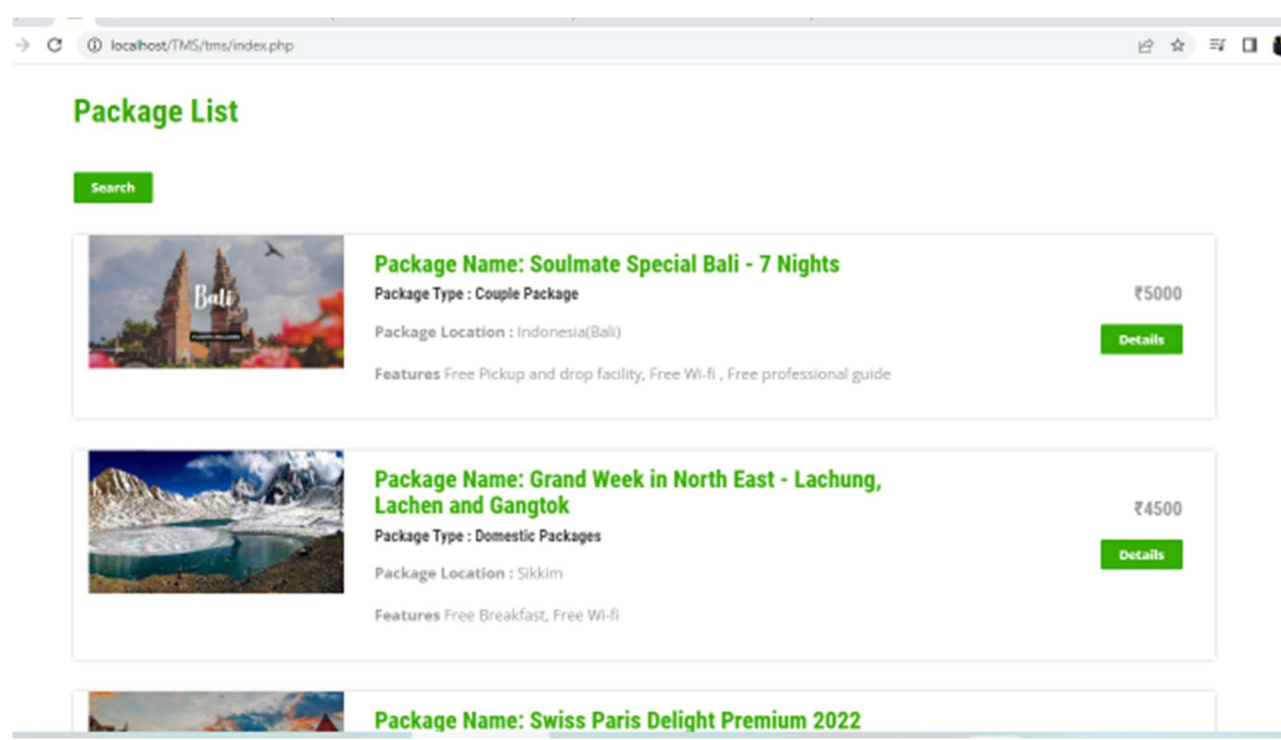 localhost/TMS/tms/index.php
Package List
Search
Bali
Package Name: Soulmate Special Bali - 7 Nights
Package Type : Couple Package
Package Location : Indonesia(Bali)
Features Free Pickup and drop facility, Free Wi-fi , Free professional guide
₹5000
Details
Package Name: Grand Week in North East - Lachung,
Lachen and Gangtok
Package Type : Domestic Packages
Package Location : Sikkim
Features Free Breakfast, Free Wi-fi
₹4500
Details
Package Name: Swiss Paris Delight Premium 2022